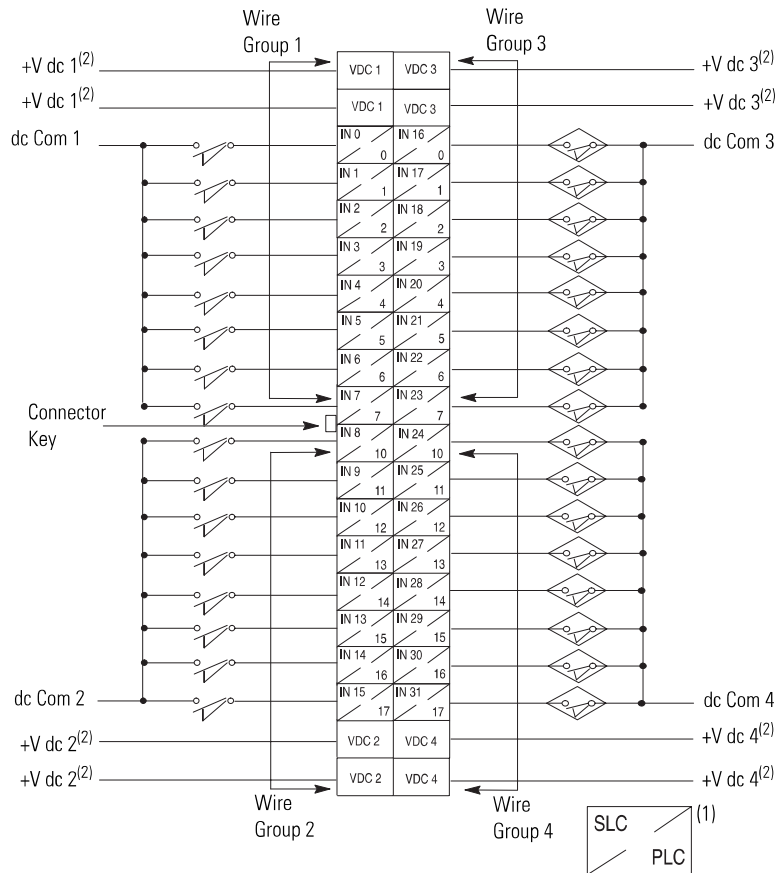 Wire
Group 1
Wire
Group 3
+V dc 1(2) VDC 1 VDC 3 +V dc 3(2)
+V dc 1(2) VDC 1 VDC 3 +V dc 3(2)
dc Com 1 IN 0 0 IN 16 0 dc Com 3
IN 1 1 IN 17 1
IN 2 2 IN 18 2
IN 3 3 IN 19 3
IN 4 4 IN 20 4
IN 5 5 IN 21 5
IN 6 6 IN 22 6
IN 7 7 IN 23 7
Connector
Key
IN 8 10 IN 24 10
IN 9 11 IN 25 11
IN 10 12 IN 26 12
IN 11 13 IN 27 13
IN 12 14 IN 28 14
IN 13 15 IN 29 15
IN 14 16 IN 30 16
dc Com 2 IN 15 17 IN 31 17 dc Com 4
+V dc 2(2) VDC 2 VDC 4 +V dc 4(2)
+V dc 2(2) VDC 2 VDC 4 +V dc 4(2)
Wire
Group 2
Wire
Group 4
SLC PLC (1)